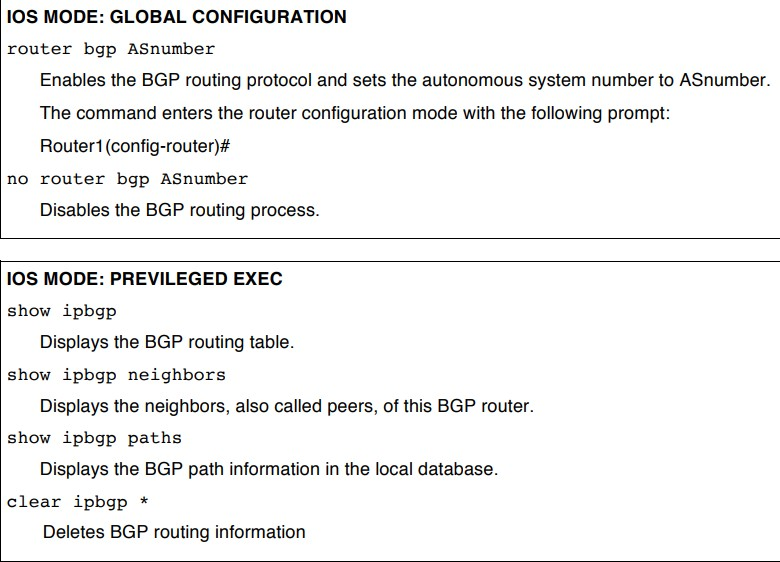 IOS MODE: GLOBAL CONFIGURATION
router bgp ASnumber
Enables the BGP routing protocol and sets the autonomous system number to ASnumber.
The command enters the router configuration mode with the following prompt:
Router1(config-router)#
no router bgp ASnumber
Disables the BGP routing process.
IOS MODE: PREVILEGED EXEC
show ipbgp
Displays the BGP routing table.
show ipbgp neighbors
Displays the neighbors, also called peers, of this BGP router.
show ipbgp paths
Displays the BGP path information in the local database.
clear ipbgp *
Deletes BGP routing information